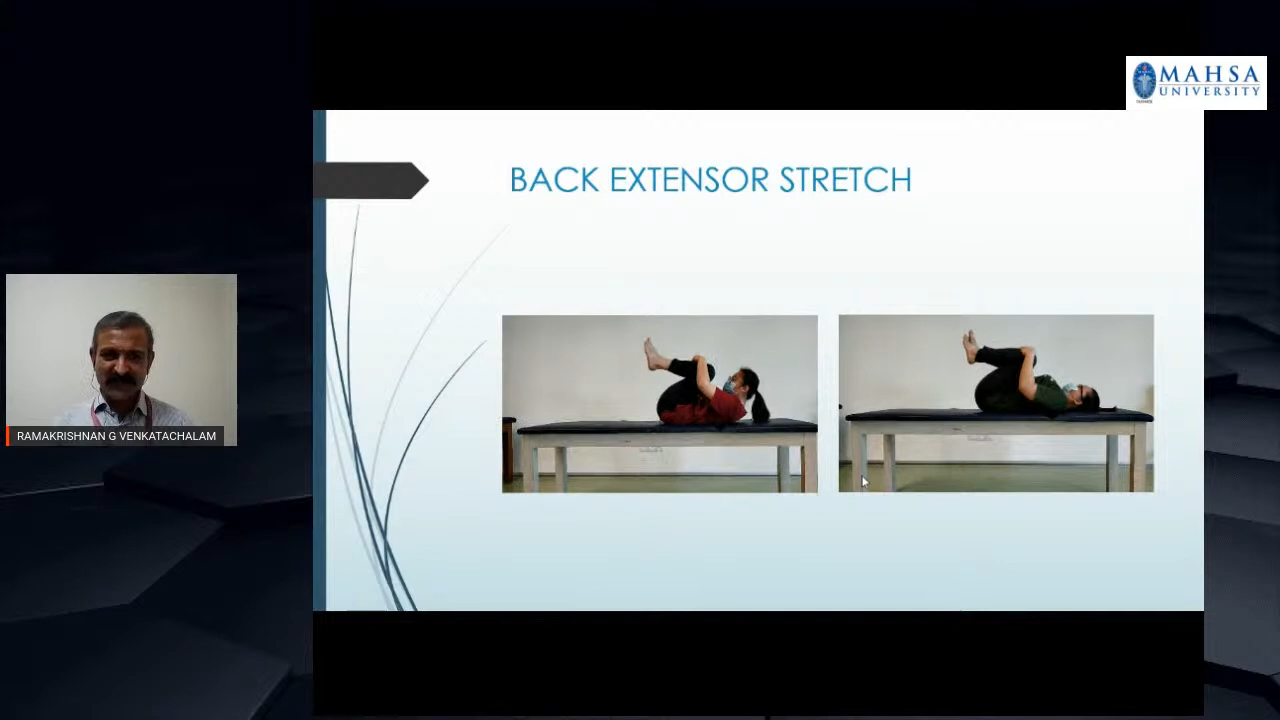 MAHSA
UNIVERSITY
BACK EXTENSOR STRETCH
RAMAKRISHNAN G VENKATACHALAM